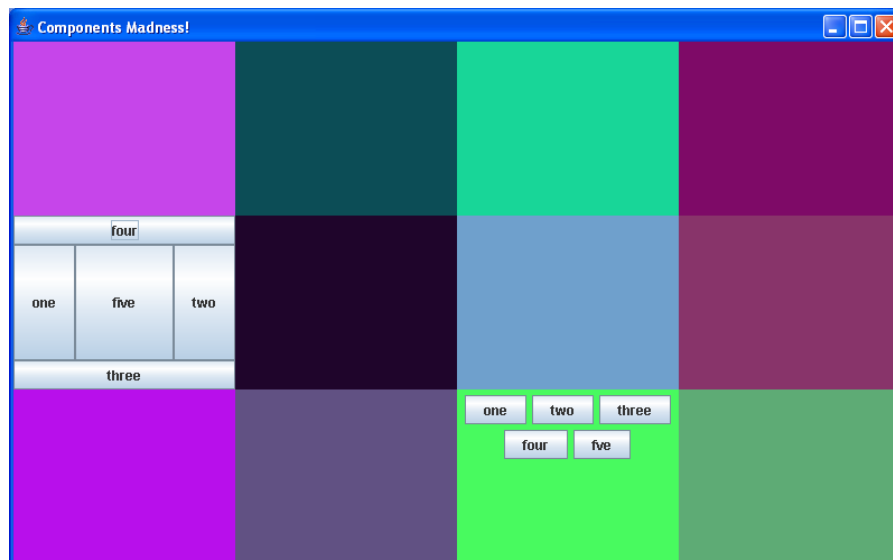 Components Madness!
four
one five two
three
one two three
four fve